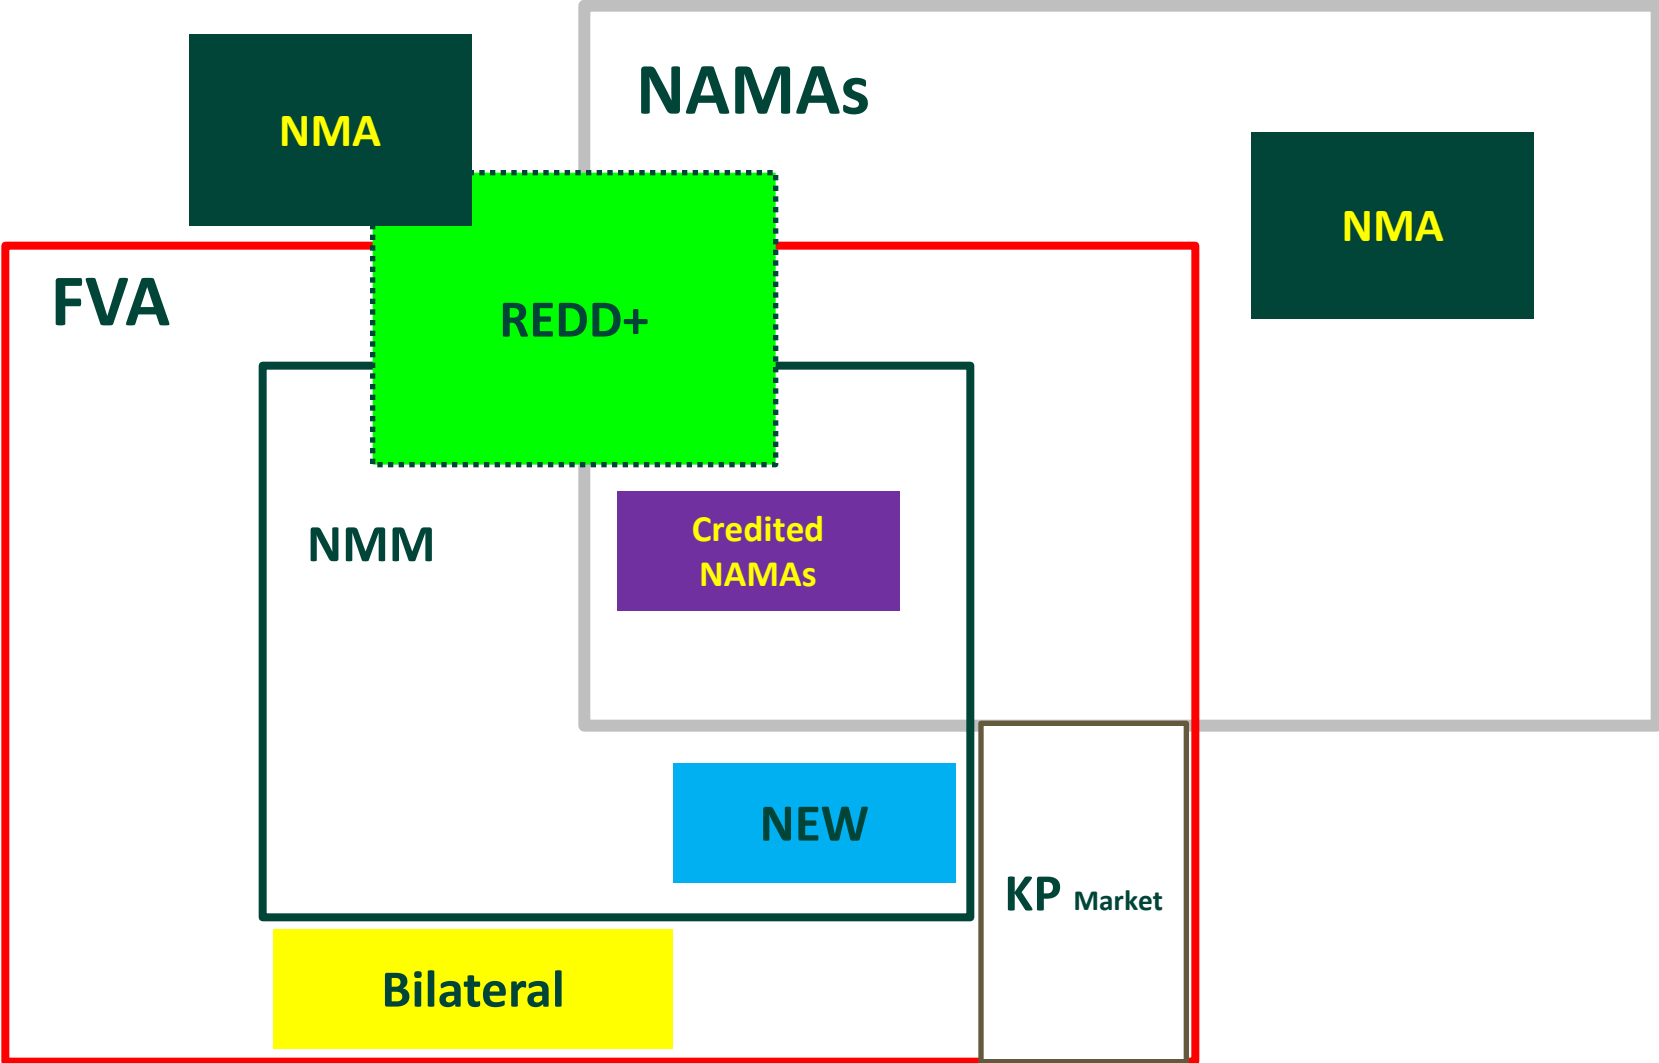 NAMAs
NMA
NMA
FVA
REDD+
NMM
Credited
NAMAs
NEW
KP Market
Bilateral